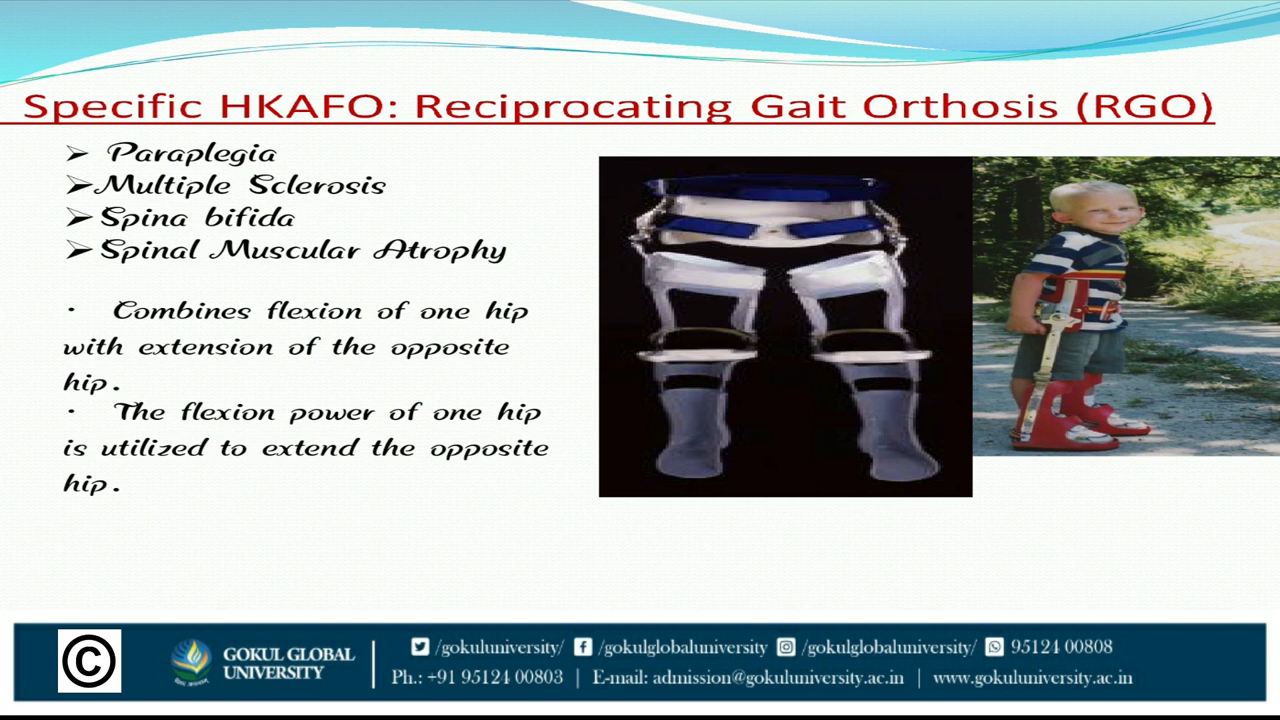 Specific HKAFO: Reciprocating Gait Orthosis (RGO)
➢ Paraplegia
➢Multiple Sclerosis
➢Spina bifida
➢Spinal Muscular Atrophy
• Combines flexion of one hip
with extension of the opposite
hip.
• The flexion power of one hip
is utilized to extend the opposite
hip.
©
GOKUL GLOBAL
UNIVERSITY
/gokuluniversity/ /gokulglobaluniversity /gokulglobaluniversity/ 95124 00808
Ph.: +91 95124 00803 | E-mail: admission@gokuluniversity.ac.in | www.gokuluniversity.ac.in